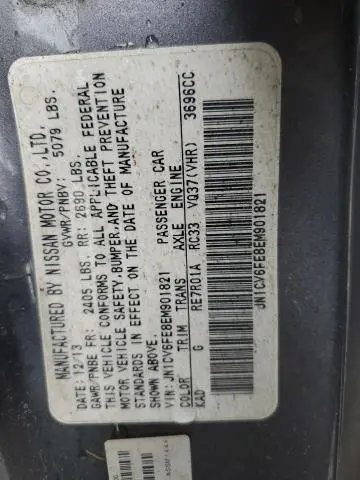 MANUFACTURED BY NISSAN MOTOR CO.,LTD.
DATE: 12/13 GVWR/PNBV: 5079 LBS.
GAWR/PNBE FR: 2405 LBS. RR: 2690 LBS.
THIS VEHICLE CONFORMS TO ALL APPLICABLE FEDERAL
MOTOR VEHICLE SAFETY,BUMPER,AND THEFT PREVENTION
STANDARDS IN EFFECT ON THE DATE OF MANUFACTURE
SHOWN ABOVE.
VIN: JN1CV6FE8EM901821 PASSENGER CAR
COLOR TRIM TRANS AXLE ENGINE
KAD G RE7R01A RC33 VQ37(VHR) 3696CC
JN1CV6FE8EM901821